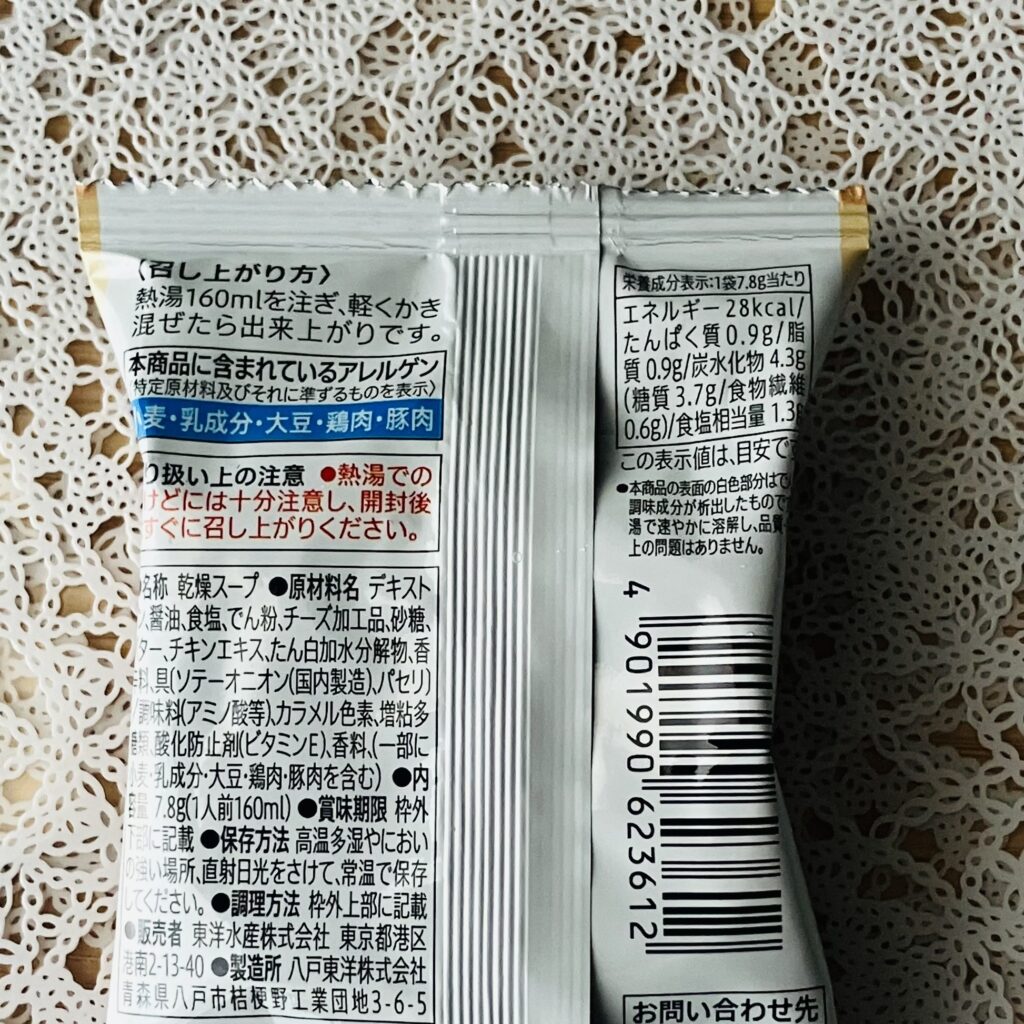 〈召し上がり方〉
熱湯160mlを注ぎ、軽くかき
混ぜたら出来上がりです。
本商品に含まれているアレルゲン
特定原材料及びそれに準ずるものを表示〉
小麦・乳成分・大豆・鶏肉・豚肉
り扱い上の注意 ●熱湯での
けどには十分注意し、開封後
すぐに召し上がりください。
●名称 乾燥スープ ●原材料名 デキスト
、醤油、食塩、でん粉、チーズ加工品、砂糖、
ター、チキンエキス、たん白加水分解物、香
辛料、具(ソテーオニオン(国内製造)、パセリ)
/調味料(アミノ酸等)、カラメル色素、増粘多
糖類、酸化防止剤(ビタミンE)、香料、(一部に
小麦・乳成分・大豆・鶏肉・豚肉を含む) ●内
容量 7.8g(1人前160ml) ●賞味期限 枠外
下部に記載 ●保存方法 高温多湿やにおい
の強い場所、直射日光をさけて、常温で保存
してください。 ●調理方法 枠外上部に記載
●販売者 東洋水産株式会社 東京都港区
港南2-13-40 ●製造所 八戸東洋株式会社
青森県八戸市桔梗野工業団地3-6-5
栄養成分表示:1袋7.8g当たり
エネルギー 28kcal/
たんぱく質 0.9g/脂
質 0.9g/炭水化物 4.3g
(糖質 3.7g/食物繊維
0.6g)/食塩相当量 1.3g
この表示値は、目安です
●本商品の表面の白色部分は
調味成分が析出したもので
湯で速やかに溶解し、品質
上の問題はありません。
4 901990 623612
お問い合わせ先